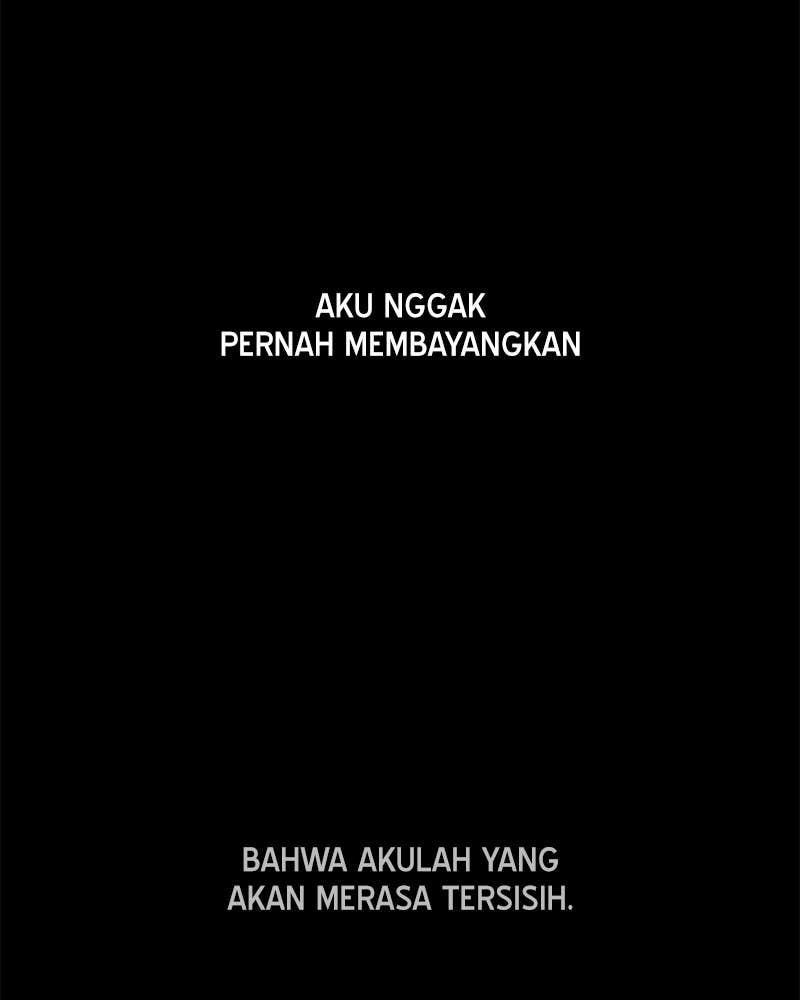 AKU NGGAK
PERNAH MEMBAYANGKAN
BAHWA AKULAH YANG
AKAN MERASA TERSISIH.